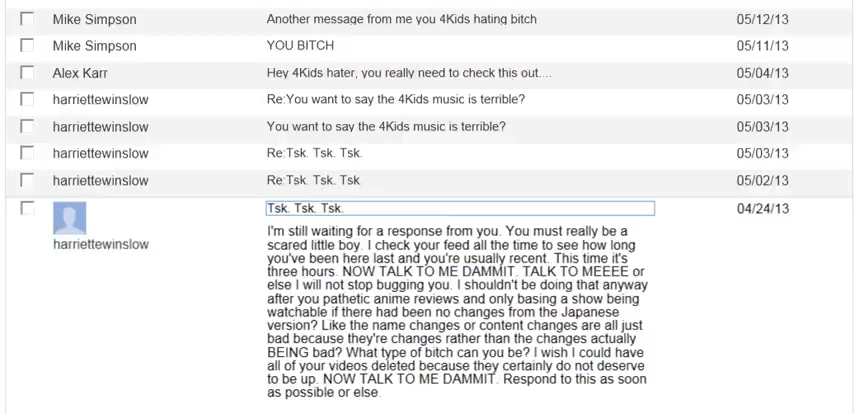 Mike Simpson Another message from me you 4Kids hating bitch 05/12/13
Mike Simpson YOU BITCH 05/11/13
Alex Karr Hey 4Kids hater, you really need to check this out.... 05/04/13
harriettewinslow Re:You want to say the 4Kids music is terrible? 05/03/13
harriettewinslow You want to say the 4Kids music is terrible? 05/03/13
harriettewinslow Re:Tsk. Tsk. Tsk. 05/03/13
harriettewinslow Re:Tsk. Tsk. Tsk. 05/02/13
Tsk. Tsk. Tsk. 04/24/13
harriettewinslow
I'm still waiting for a response from you. You must really be a
scared little boy. I check your feed all the time to see how long
you've been here last and you're usually recent. This time it's
three hours. NOW TALK TO ME DAMMIT. TALK TO MEEEE or
else I will not stop bugging you. I shouldn't be doing that anyway
after you pathetic anime reviews and only basing a show being
watchable if there had been no changes from the Japanese
version? Like the name changes or content changes are all just
bad because they're changes rather than the changes actually
BEING bad? What type of bitch can you be? I wish I could have
all of your videos deleted because they certainly do not deserve
to be up. NOW TALK TO ME DAMMIT. Respond to this as soon
as possible or else.